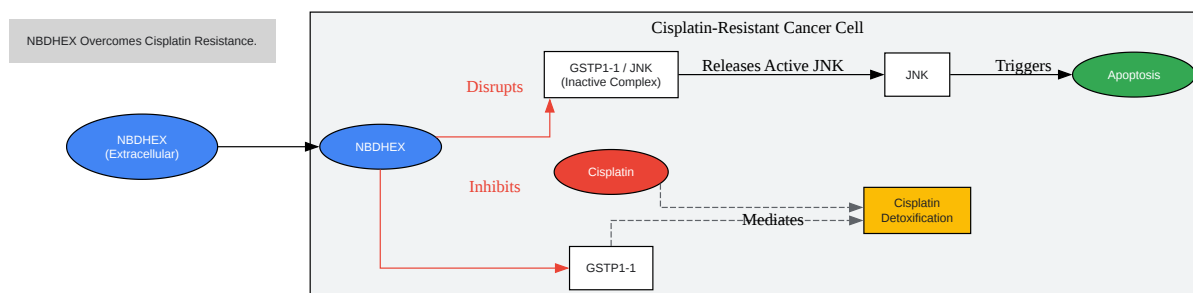 NBDHEX Overcomes Cisplatin Resistance.
Cisplatin-Resistant Cancer Cell
GSTP1-1 / JNK
(Inactive Complex)
Releases Active JNK
JNK
Triggers
Apoptosis
Disrupts
NBDHEX
(Extracellular)
NBDHEX
Inhibits
Cisplatin
Cisplatin
Detoxification
Mediates
GSTP1-1